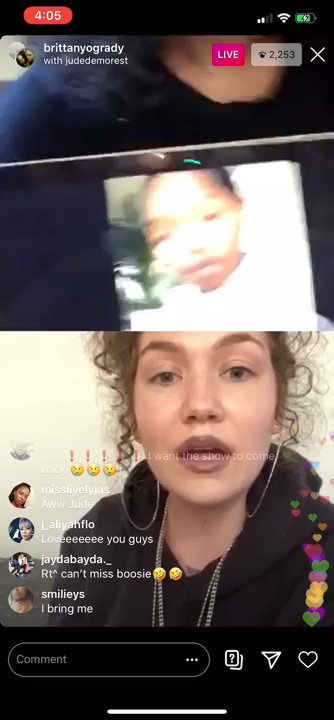 4:05
brittanyogrady
with judedemorest
LIVE
2,253
❗❗❗❗❗I want the show to come
back 😢😢😢
misslivelyjas
Aww Jude
j_aliyahflo
Loveeeeeee you guys
jaydabayda._
Rt^ can't miss boosie🤣🤣
smilieys
I bring me
Comment